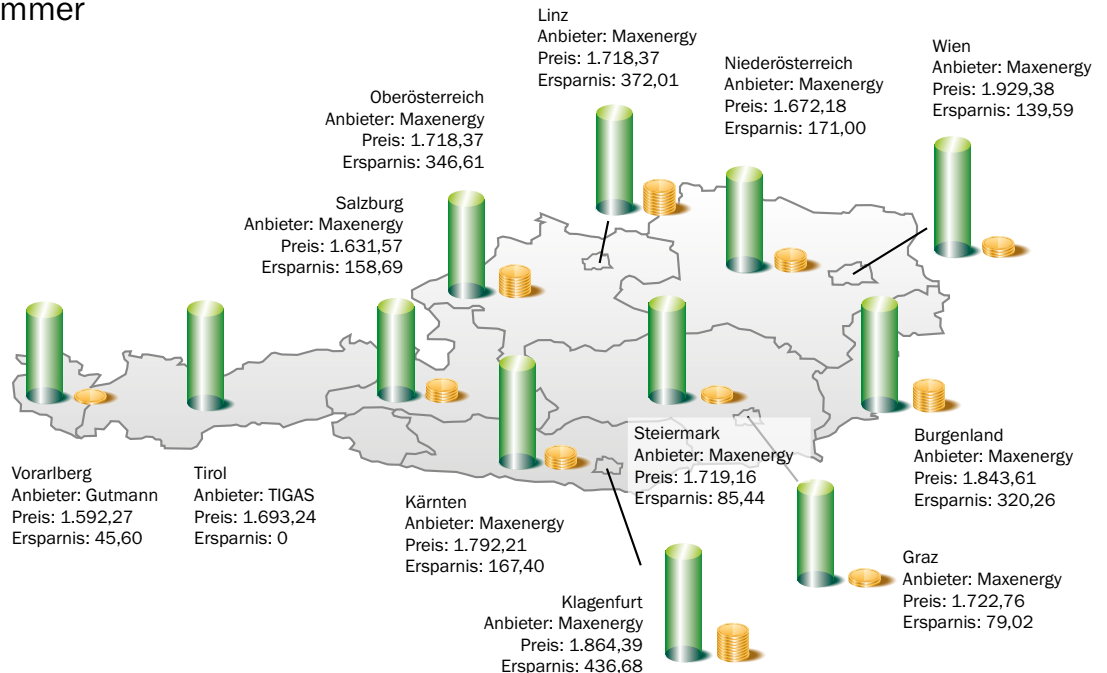 mmer
Linz
Anbieter: Maxenergy
Preis: 1.718,37
Ersparnis: 372,01
Niederösterreich
Anbieter: Maxenergy
Preis: 1.672,18
Ersparnis: 171,00
Wien
Anbieter: Maxenergy
Preis: 1.929,38
Ersparnis: 139,59
Oberösterreich
Anbieter: Maxenergy
Preis: 1.718,37
Ersparnis: 346,61
Salzburg
Anbieter: Maxenergy
Preis: 1.631,57
Ersparnis: 158,69
Vorarlberg
Anbieter: Gutmann
Preis: 1.592,27
Ersparnis: 45,60
Tirol
Anbieter: TIGAS
Preis: 1.693,24
Ersparnis: 0
Kärnten
Anbieter: Maxenergy
Preis: 1.792,21
Ersparnis: 167,40
Steiermark
Anbieter: Maxenergy
Preis: 1.719,16
Ersparnis: 85,44
Burgenland
Anbieter: Maxenergy
Preis: 1.843,61
Ersparnis: 320,26
Graz
Anbieter: Maxenergy
Preis: 1.722,76
Ersparnis: 79,02
Klagenfurt
Anbieter: Maxenergy
Preis: 1.864,39
Ersparnis: 436,68